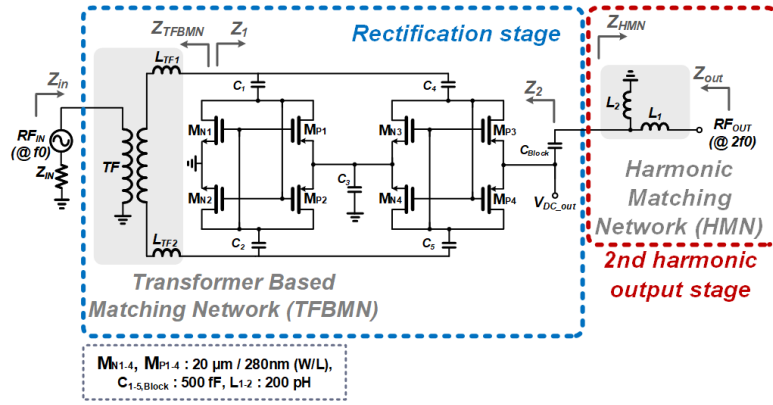 Rectification stage
Z_TFBMN
Z_1
Z_HMN
L_TF1
C_1
C_4
Z_in
Z_2
Z_out
L_2
L_1
M_N1
M_P1
M_N3
M_P3
RF_IN
(@ f0)
TF
C_3
C_Block
RF_OUT
(@ 2f0)
Z_IN
M_N2
M_P2
M_N4
M_P4
V_DC_out
Harmonic
Matching
Network (HMN)
L_TF2
C_2
C_5
Transformer Based
Matching Network (TFBMN)
2nd harmonic
output stage
M_N1-4, M_P1-4 : 20 µm / 280nm (W/L),
C_1-5,Block : 500 fF, L_1-2 : 200 pH